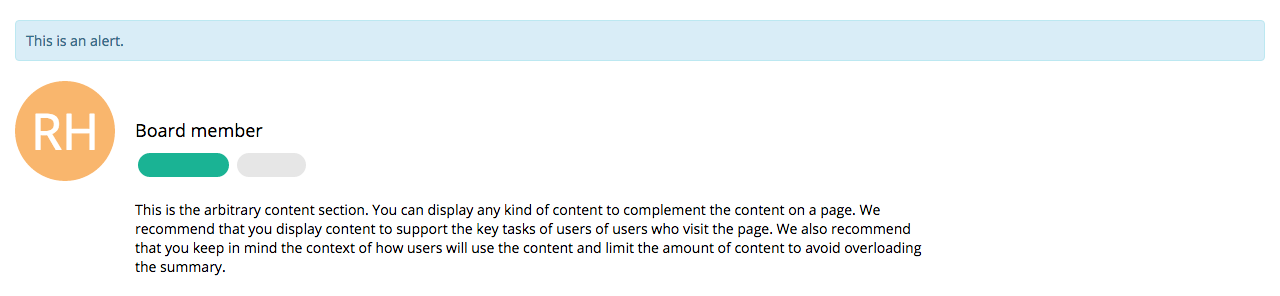 This is an alert.
RH
Board member
This is the arbitrary content section. You can display any kind of content to complement the content on a page. We
recommend that you display content to support the key tasks of users of users who visit the page. We also recommend
that you keep in mind the context of how users will use the content and limit the amount of content to avoid overloading
the summary.